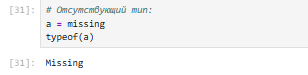 [31]: # Отсутствующий тип:
a = missing
typeof(a)
[31]: Missing